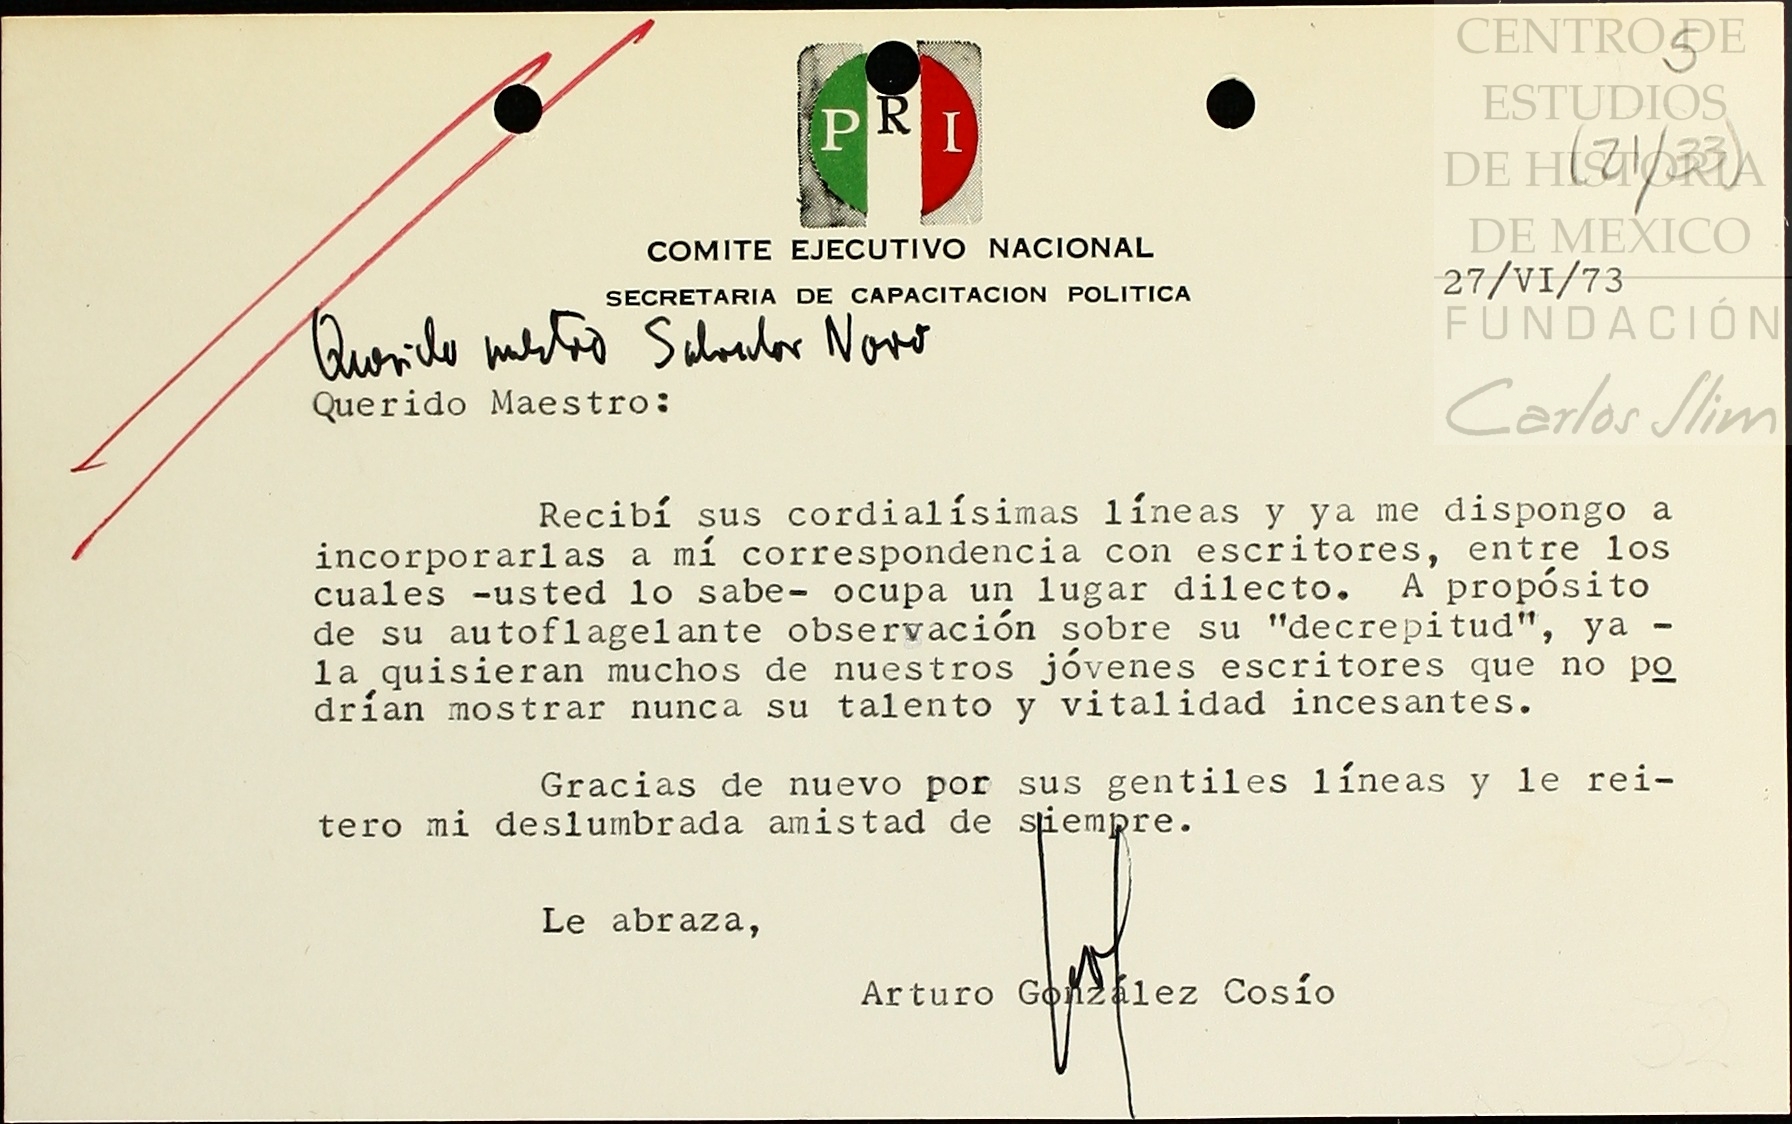 CENTRO DE
ESTUDIOS
DE HISTORIA
DE MEXICO
FUNDACIÓN
Carlos Slim
5
(21/33)
P R I
COMITE EJECUTIVO NACIONAL
SECRETARIA DE CAPACITACION POLITICA
27/VI/73
Querido maestro Salvador Novo
Querido Maestro:
Recibí sus cordialísimas líneas y ya me dispongo a
incorporarlas a mí correspondencia con escritores, entre los
cuales -usted lo sabe- ocupa un lugar dilecto. A propósito
de su autoflagelante observación sobre su "decrepitud", ya -
la quisieran muchos de nuestros jóvenes escritores que no po
drían mostrar nunca su talento y vitalidad incesantes.
Gracias de nuevo por sus gentiles líneas y le rei-
tero mi deslumbrada amistad de siempre.
Le abraza,
Arturo González Cosío
52